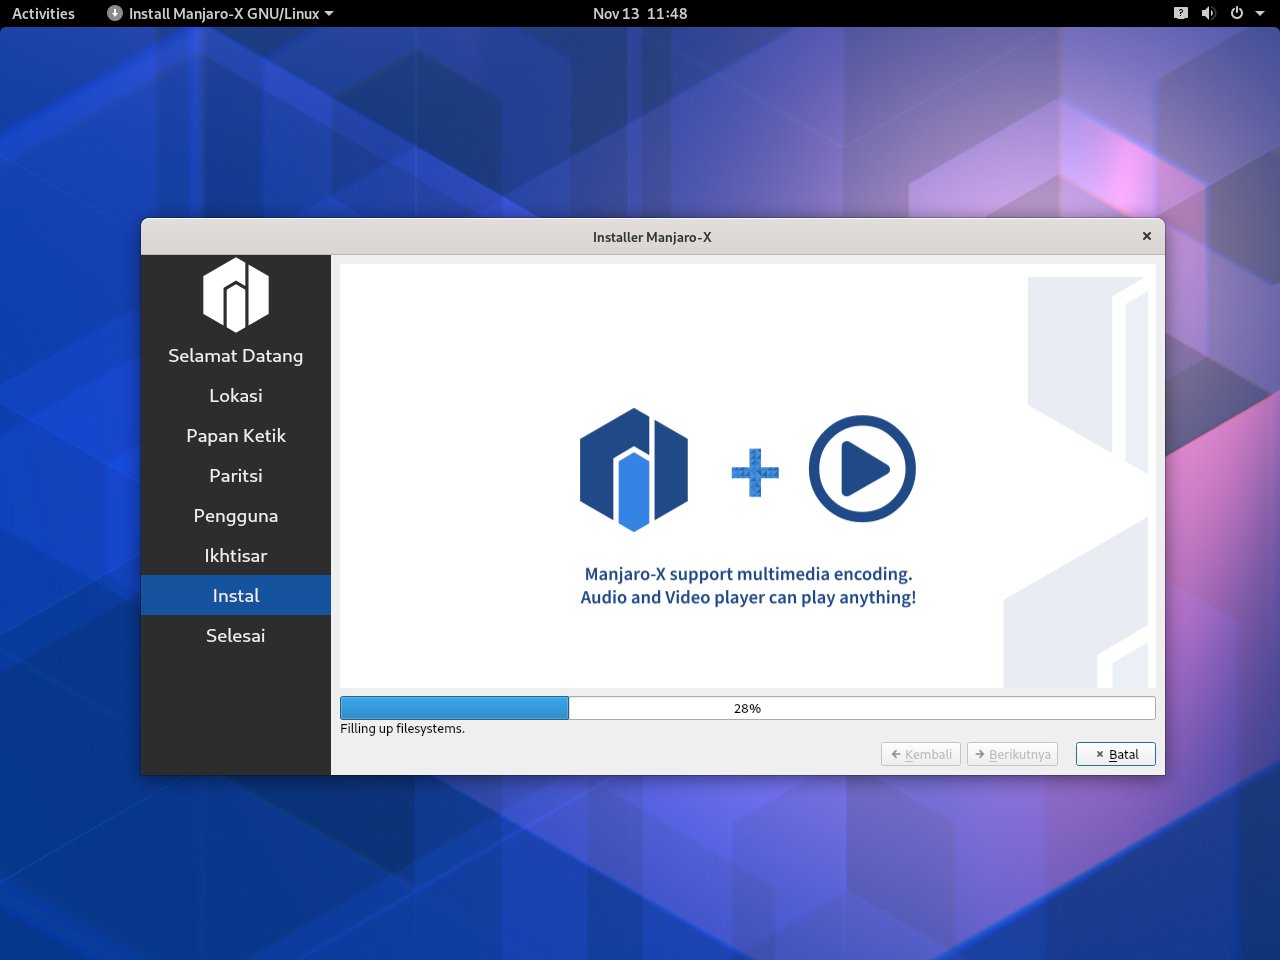 Activities
Install Manjaro-X GNU/Linux
Nov 13 11:48
Installer Manjaro-X
Selamat Datang
Lokasi
Papan Ketik
Paritsi
Pengguna
Ikhtisar
Instal
Selesai
Manjaro-X support multimedia encoding.
Audio and Video player can play anything!
28%
Filling up filesystems.
Kembali
Berikutnya
Batal